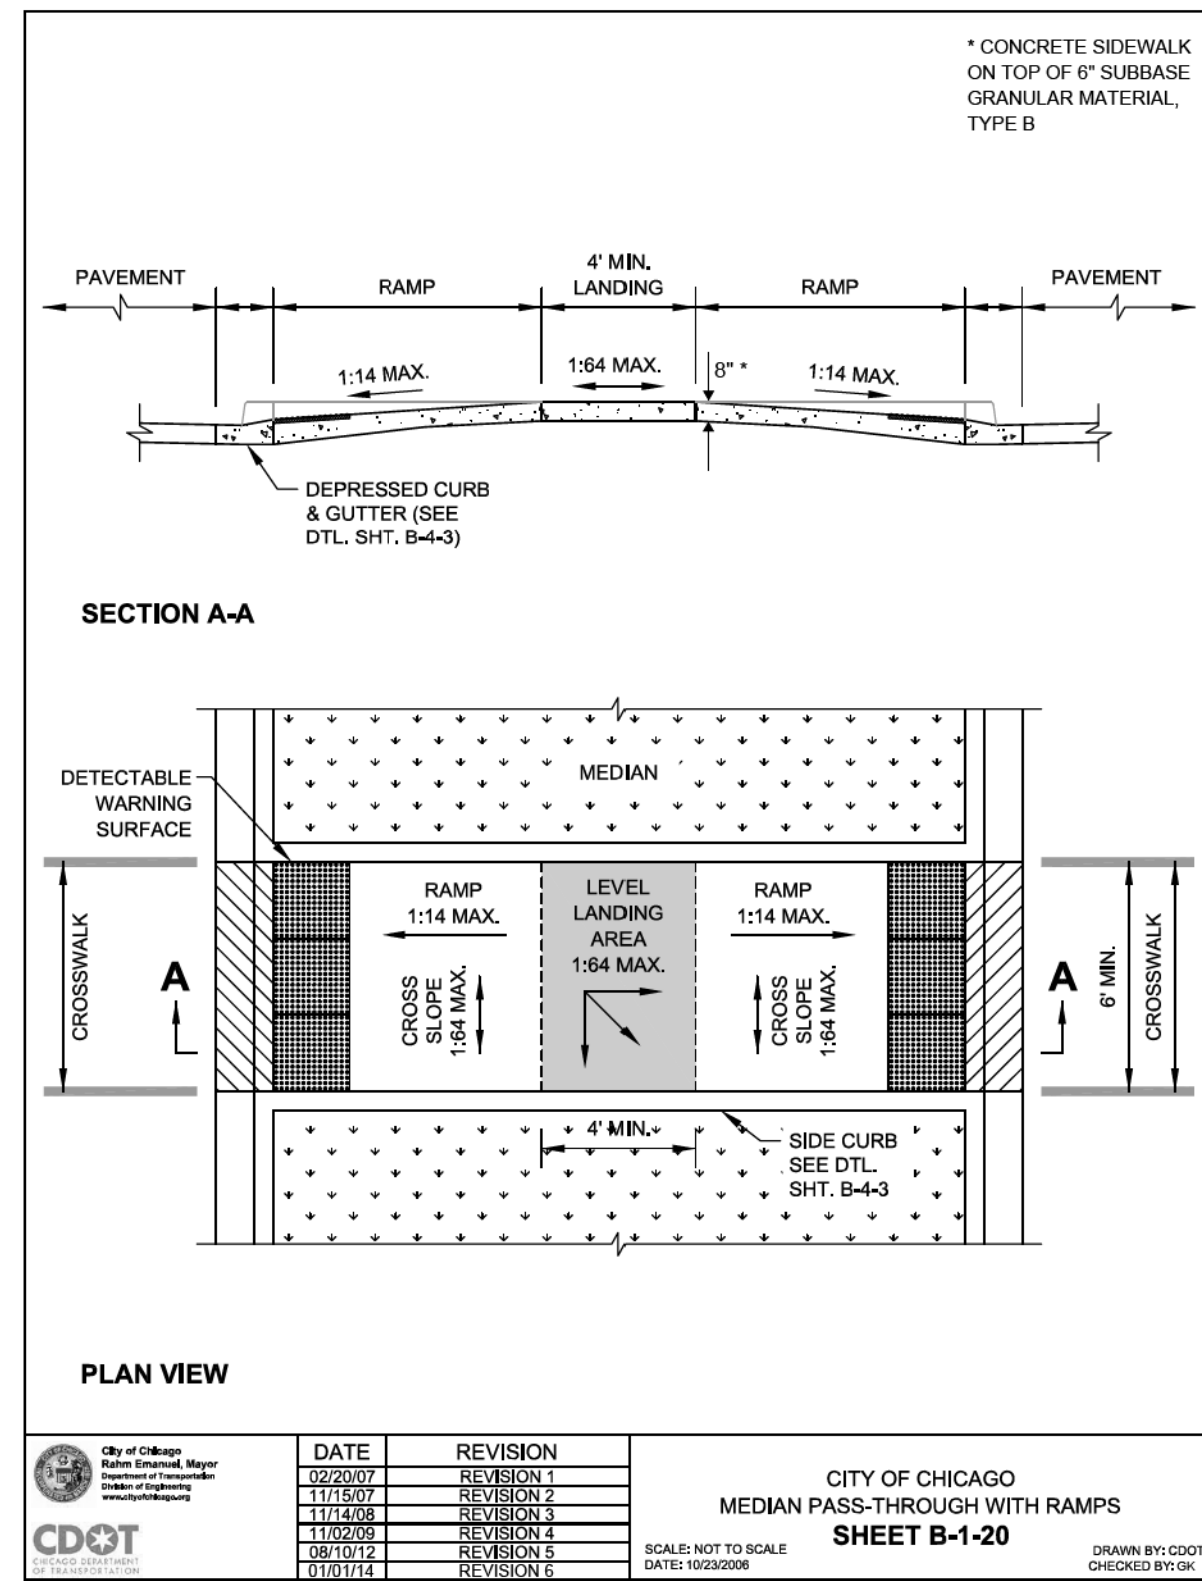 * CONCRETE SIDEWALK
ON TOP OF 6" SUBBASE
GRANULAR MATERIAL,
TYPE B
PAVEMENT
RAMP
4' MIN.
LANDING
RAMP
PAVEMENT
1:14 MAX.
1:64 MAX.
8" *
1:14 MAX.
DEPRESSED CURB
& GUTTER (SEE
DTL. SHT. B-4-3)
SECTION A-A
DETECTABLE
WARNING
SURFACE
MEDIAN
CROSSWALK
A
RAMP
1:14 MAX.
CROSS
SLOPE
1:64 MAX.
LEVEL
LANDING
AREA
1:64 MAX.
RAMP
1:14 MAX.
CROSS
SLOPE
1:64 MAX.
A
6' MIN.
CROSSWALK
4' MIN.
SIDE CURB
SEE DTL.
SHT. B-4-3
PLAN VIEW
City of Chicago
Rahm Emanuel, Mayor
Department of Transportation
Division of Engineering
www.cityofchicago.org
CDOT
CHICAGO DEPARTMENT
OF TRANSPORTATION
DATE REVISION
02/20/07 REVISION 1
11/15/07 REVISION 2
11/14/08 REVISION 3
11/02/09 REVISION 4
08/10/12 REVISION 5
01/01/14 REVISION 6
CITY OF CHICAGO
MEDIAN PASS-THROUGH WITH RAMPS
SHEET B-1-20
SCALE: NOT TO SCALE
DATE: 10/23/2006
DRAWN BY: CDOT
CHECKED BY: GK